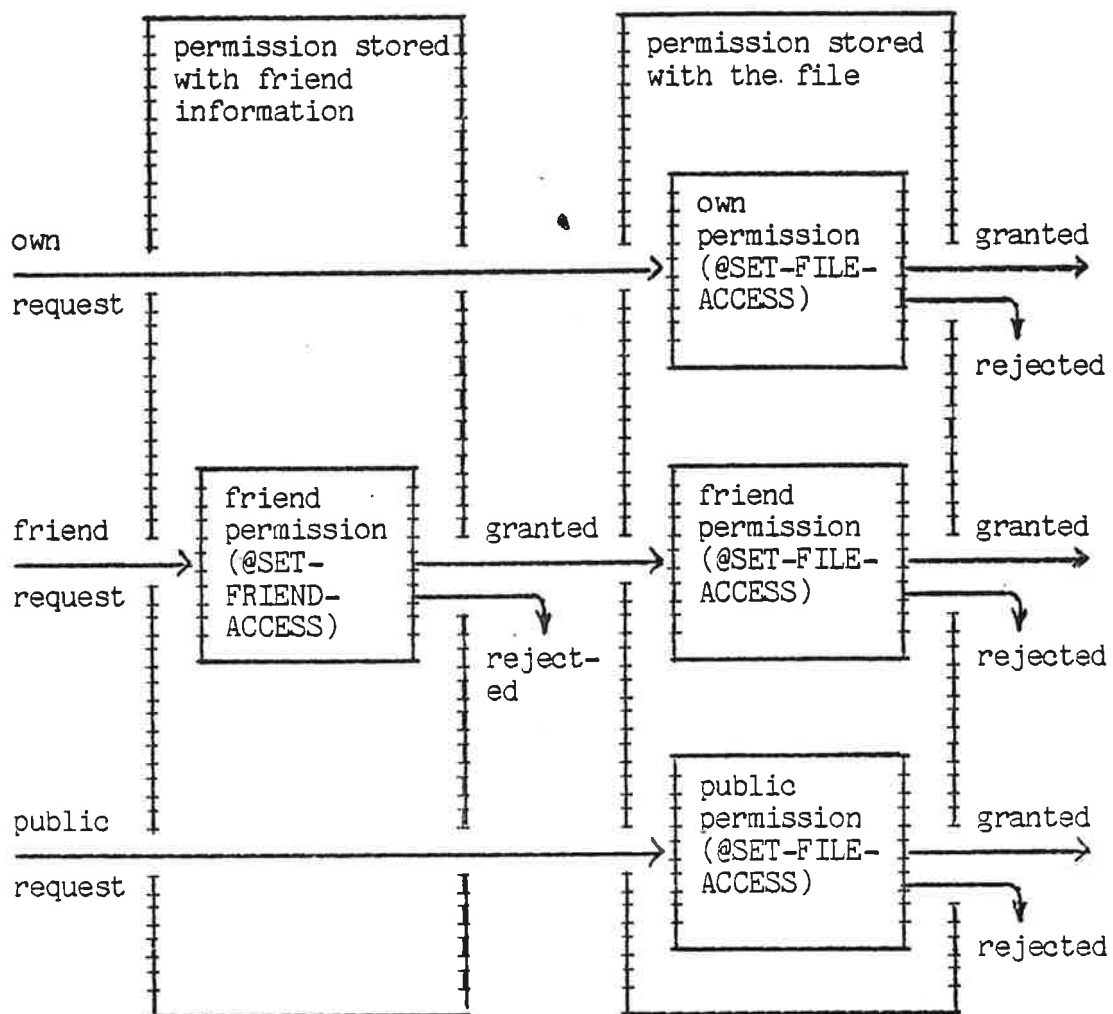 permission stored
with friend
information
permission stored
with the file
own
request
own
permission
(@SET-FILE-
ACCESS)
granted
rejected
friend
request
friend
permission
(@SET-
FRIEND-
ACCESS)
granted
reject-
ed
friend
permission
(@SET-FILE-
ACCESS)
granted
rejected
public
request
public
permission
(@SET-FILE-
ACCESS)
granted
rejected